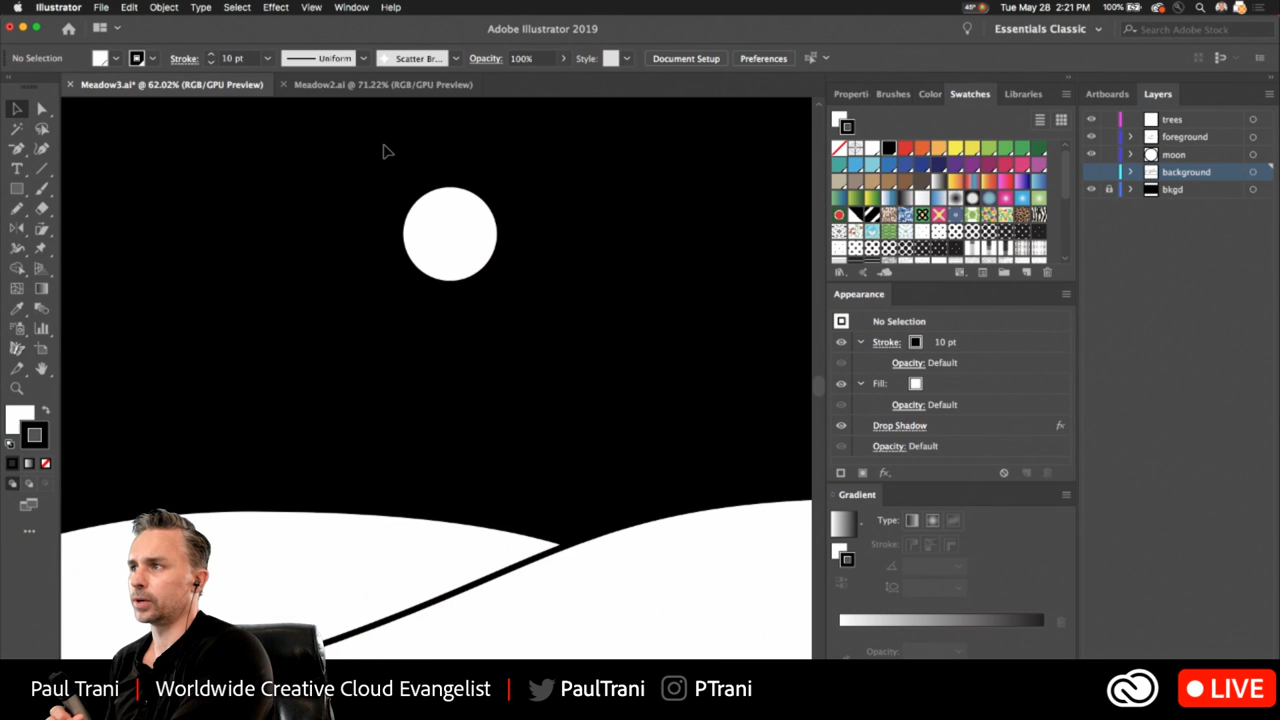 Illustrator File Edit Object Type Select Effect View Window Help 45° 100% Tue May 28 2:21 PM
Adobe Illustrator 2019 Essentials Classic Search Adobe Stock
No Selection Stroke: 10 pt Uniform Scatter Br... Opacity: 100% Style: Document Setup Preferences
× Meadow3.ai* @ 62.02% (RGB/GPU Preview) × Meadow2.ai @ 71.22% (RGB/GPU Preview)
Properti Brushes Color Swatches Libraries
Artboards Layers
trees
foreground
moon
background
bkgd
Appearance
No Selection
Stroke: 10 pt
Opacity: Default
Fill:
Opacity: Default
Drop Shadow fx
Opacity: Default
fx.
Gradient
Type:
Stroke:
Opacity:
Paul Trani | Worldwide Creative Cloud Evangelist | PaulTrani PTrani
LIVE